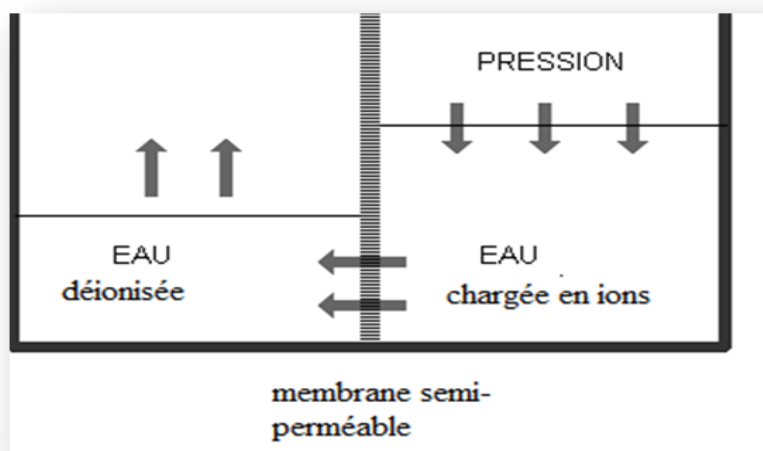 PRESSION
EAU
déionisée
EAU
chargée en ions
membrane semi-
perméable